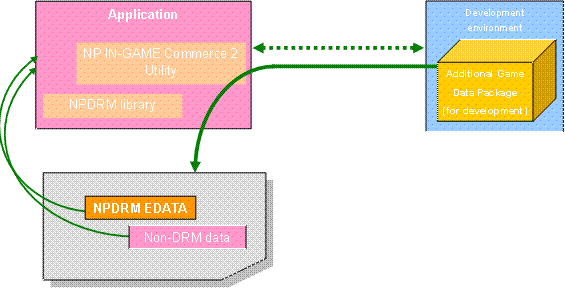 Application
NP IN-GAME Commerce 2
Utility
NPDRM library
Development
environment
Additional Game
Data Package
(for development)
NPDRM EDATA
Non-DRM data